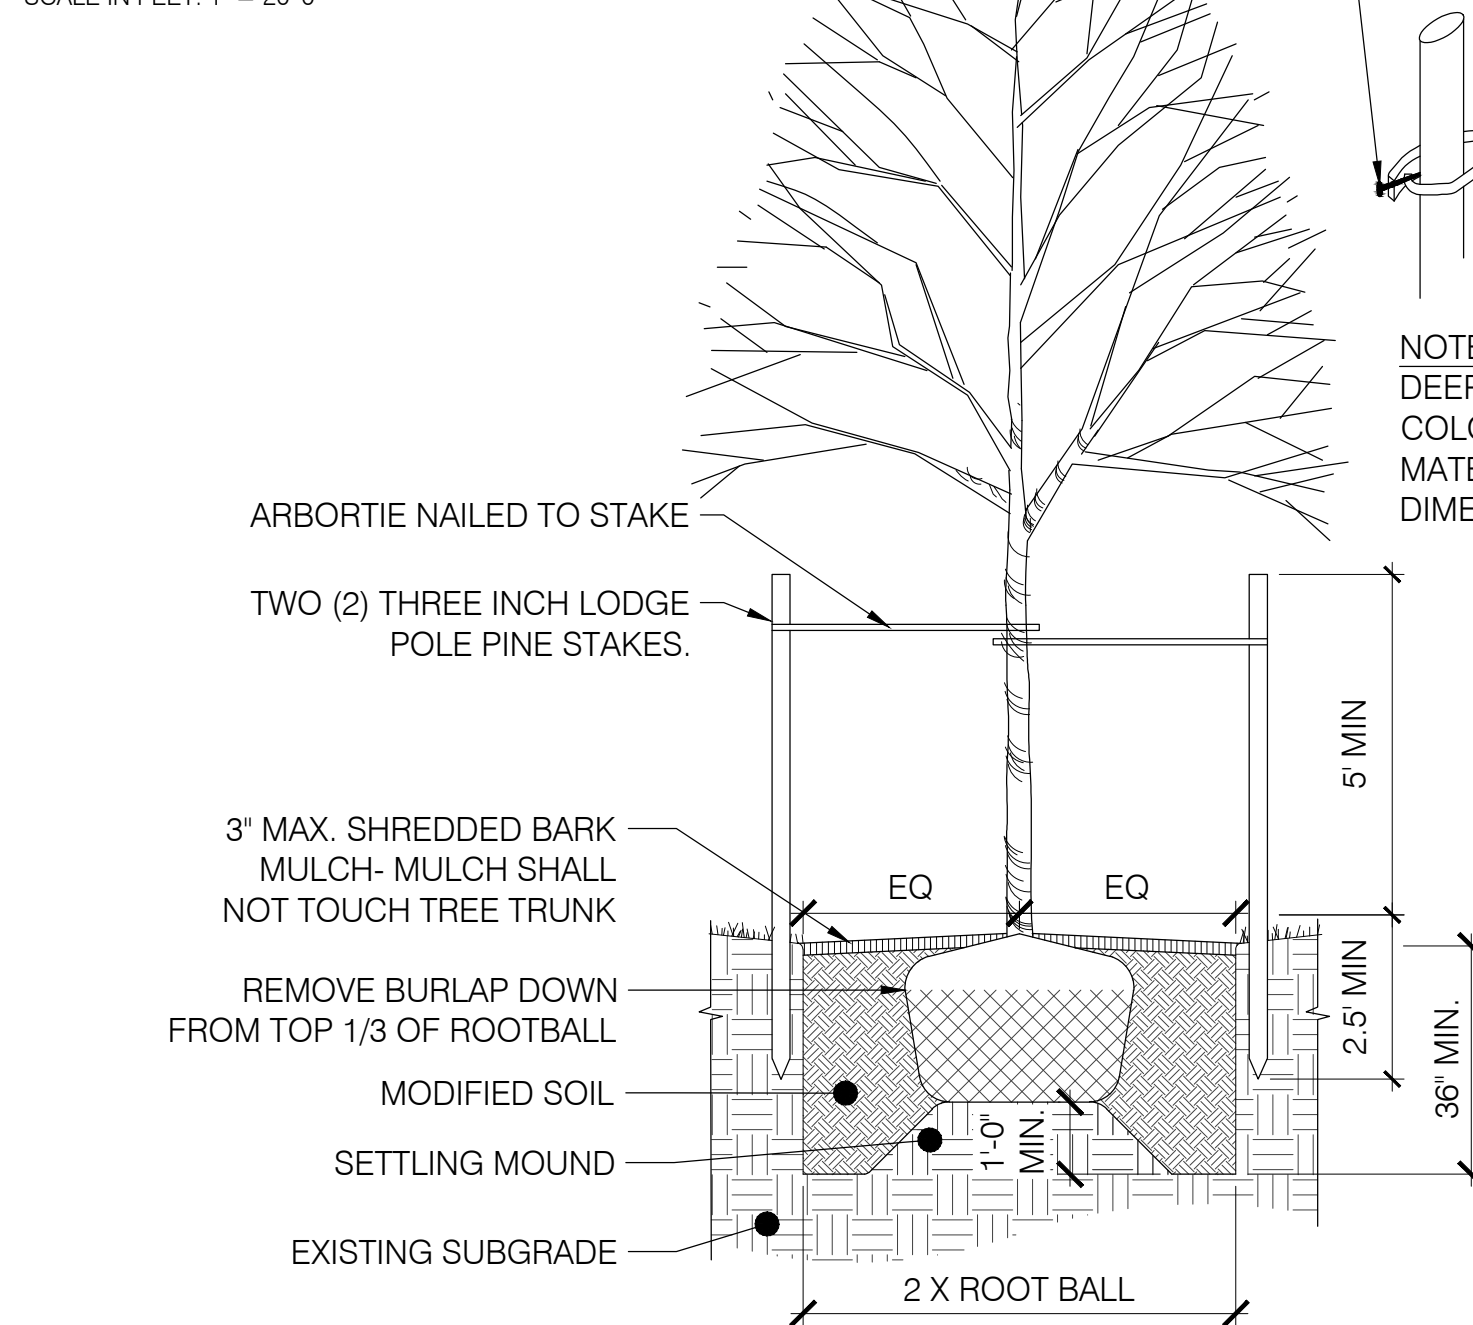 ARBORTIE NAILED TO STAKE
TWO (2) THREE INCH LODGE
POLE PINE STAKES.
3" MAX. SHREDDED BARK
MULCH- MULCH SHALL
NOT TOUCH TREE TRUNK
REMOVE BURLAP DOWN
FROM TOP 1/3 OF ROOTBALL
MODIFIED SOIL
SETTLING MOUND
EXISTING SUBGRADE
EQ
EQ
5' MIN
2.5' MIN
36" MIN.
1'-0"
MIN.
2 X ROOT BALL